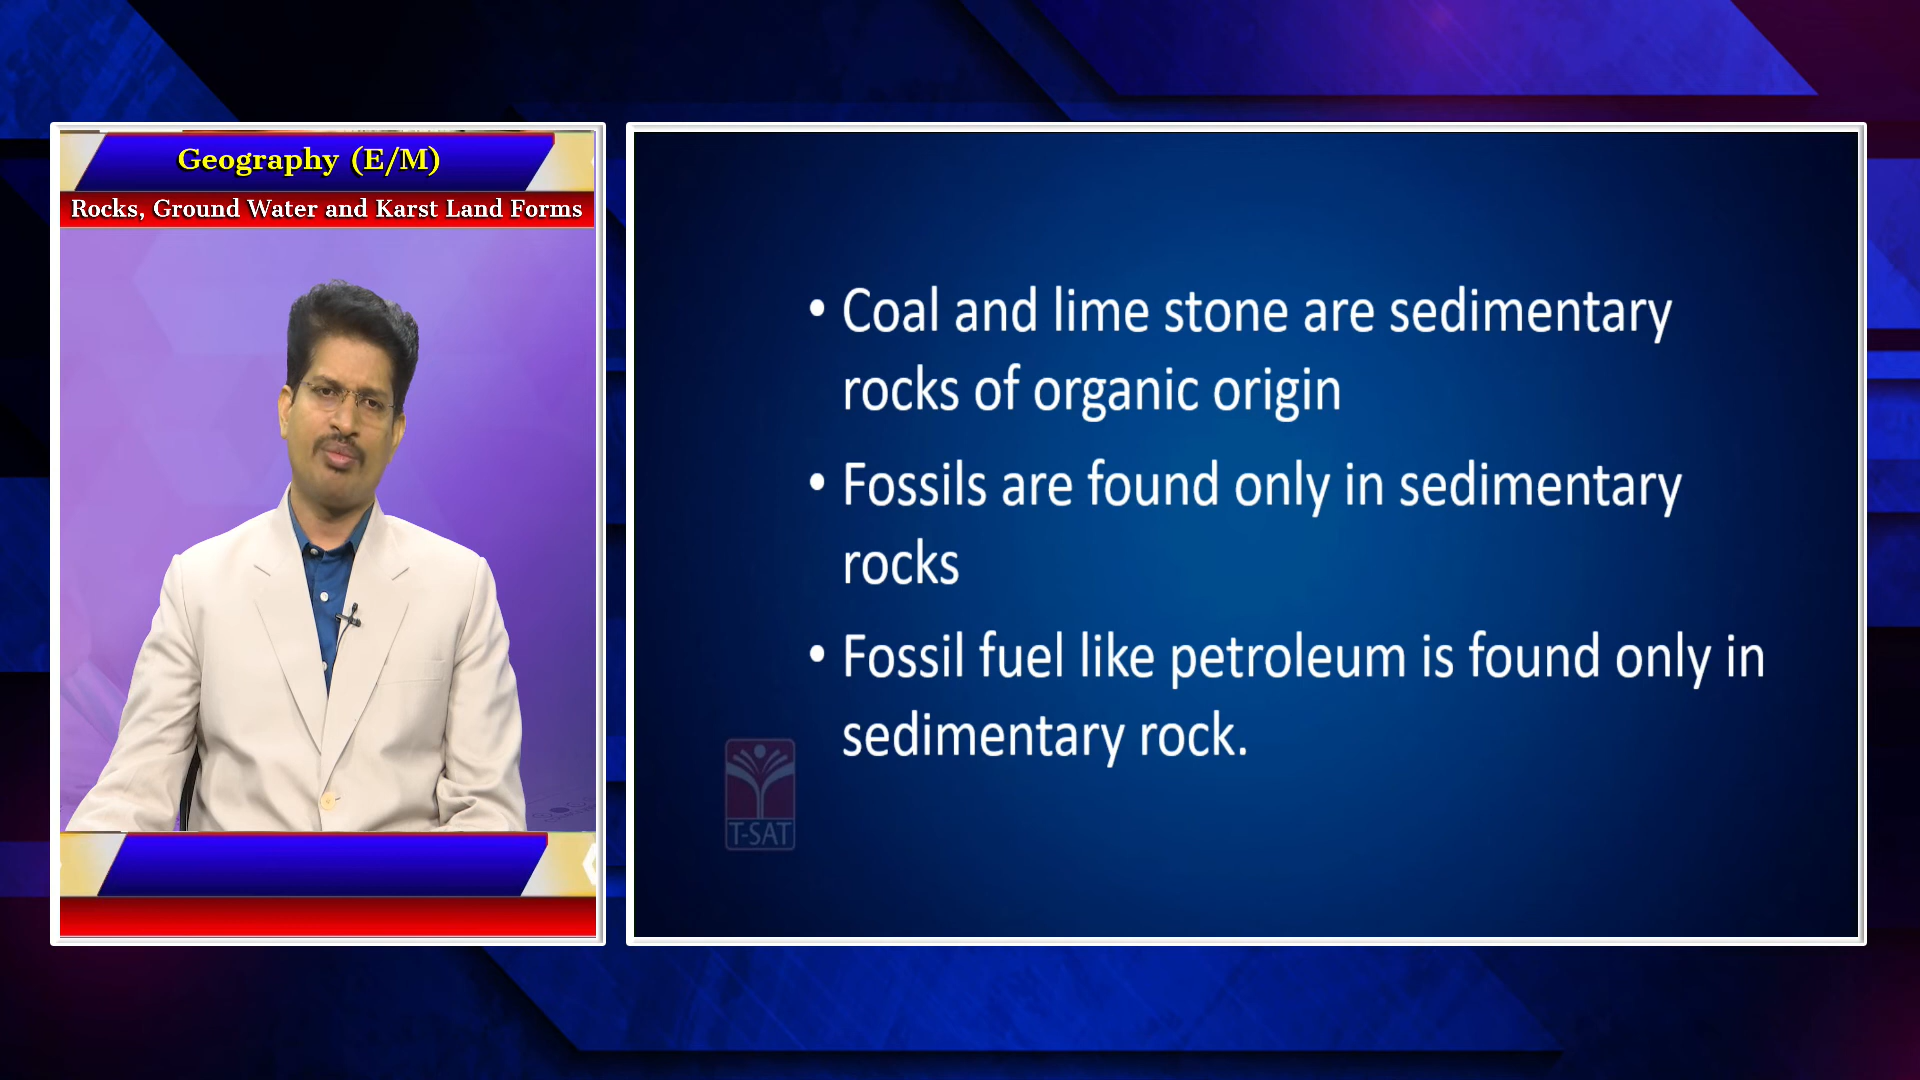 Geography (E/M)
Rocks, Ground Water and Karst Land Forms
• Coal and lime stone are sedimentary
rocks of organic origin
• Fossils are found only in sedimentary
rocks
• Fossil fuel like petroleum is found only in
sedimentary rock.
T-SAT